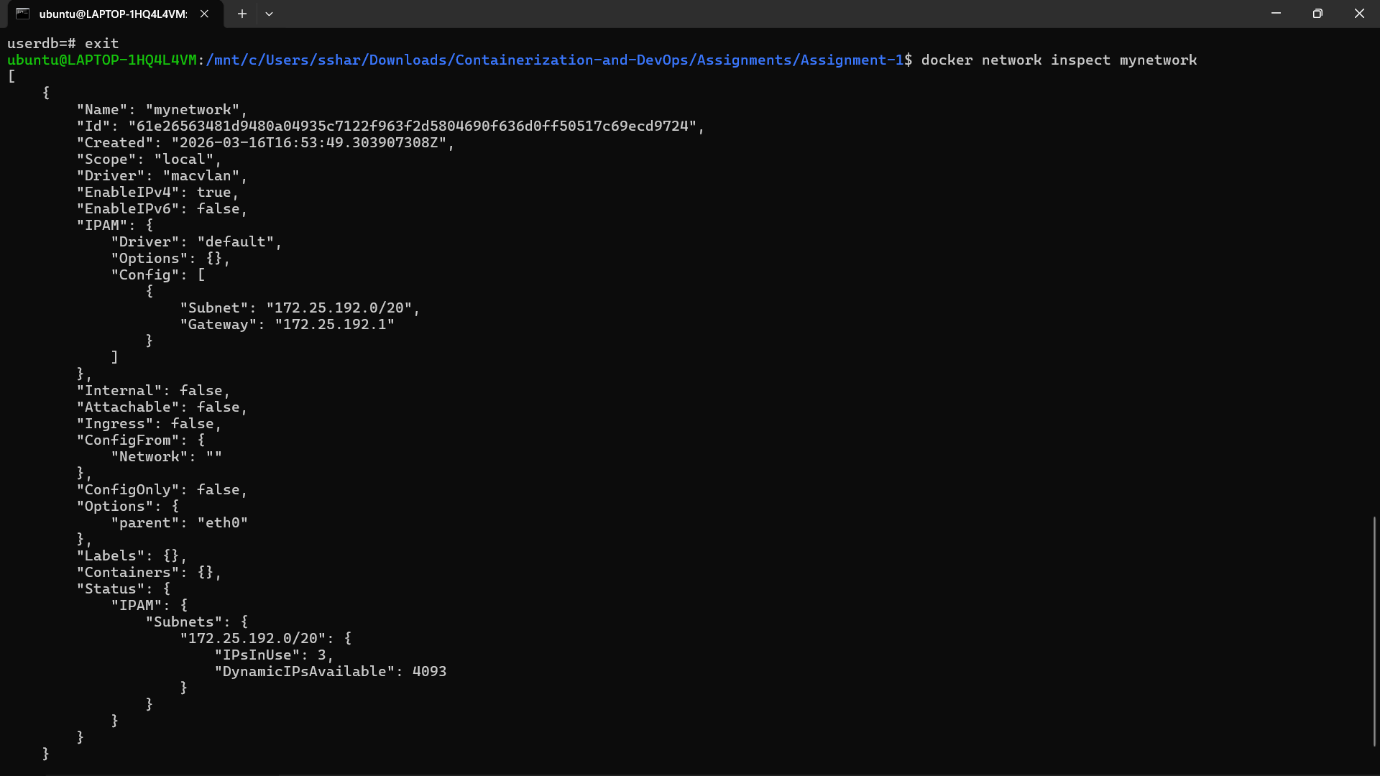 ubuntu@LAPTOP-1HQ4L4VM:
userdb=# exit
ubuntu@LAPTOP-1HQ4L4VM:/mnt/c/Users/sshar/Downloads/Containerization-and-DevOps/Assignments/Assignment-1$ docker network inspect mynetwork
[
    {
        "Name": "mynetwork",
        "Id": "61e26563481d9480a04935c7122f963f2d5804690f636d0ff50517c69ecd9724",
        "Created": "2026-03-16T16:53:49.303907308Z",
        "Scope": "local",
        "Driver": "macvlan",
        "EnableIPv4": true,
        "EnableIPv6": false,
        "IPAM": {
            "Driver": "default",
            "Options": {},
            "Config": [
                {
                    "Subnet": "172.25.192.0/20",
                    "Gateway": "172.25.192.1"
                }
            ]
        },
        "Internal": false,
        "Attachable": false,
        "Ingress": false,
        "ConfigFrom": {
            "Network": ""
        },
        "ConfigOnly": false,
        "Options": {
            "parent": "eth0"
        },
        "Labels": {},
        "Containers": {},
        "Status": {
            "IPAM": {
                "Subnets": {
                    "172.25.192.0/20": {
                        "IPsInUse": 3,
                        "DynamicIPsAvailable": 4093
                    }
                }
            }
        }
    }